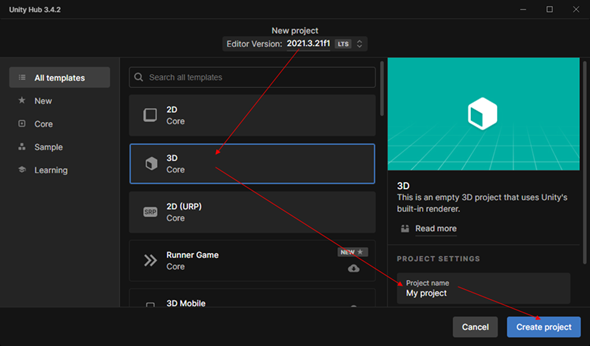 Unity Hub 3.4.2
New project
Editor Version: 2021.3.21f1 LTS
All templates
New
Core
Sample
Learning
Search all templates
2D
Core
3D
Core
SRP
2D (URP)
Core
Runner Game
Core
NEW
3D Mobile
3D
This is an empty 3D project that uses Unity's
built-in renderer.
Read more
PROJECT SETTINGS
Project name
My project
Cancel
Create project